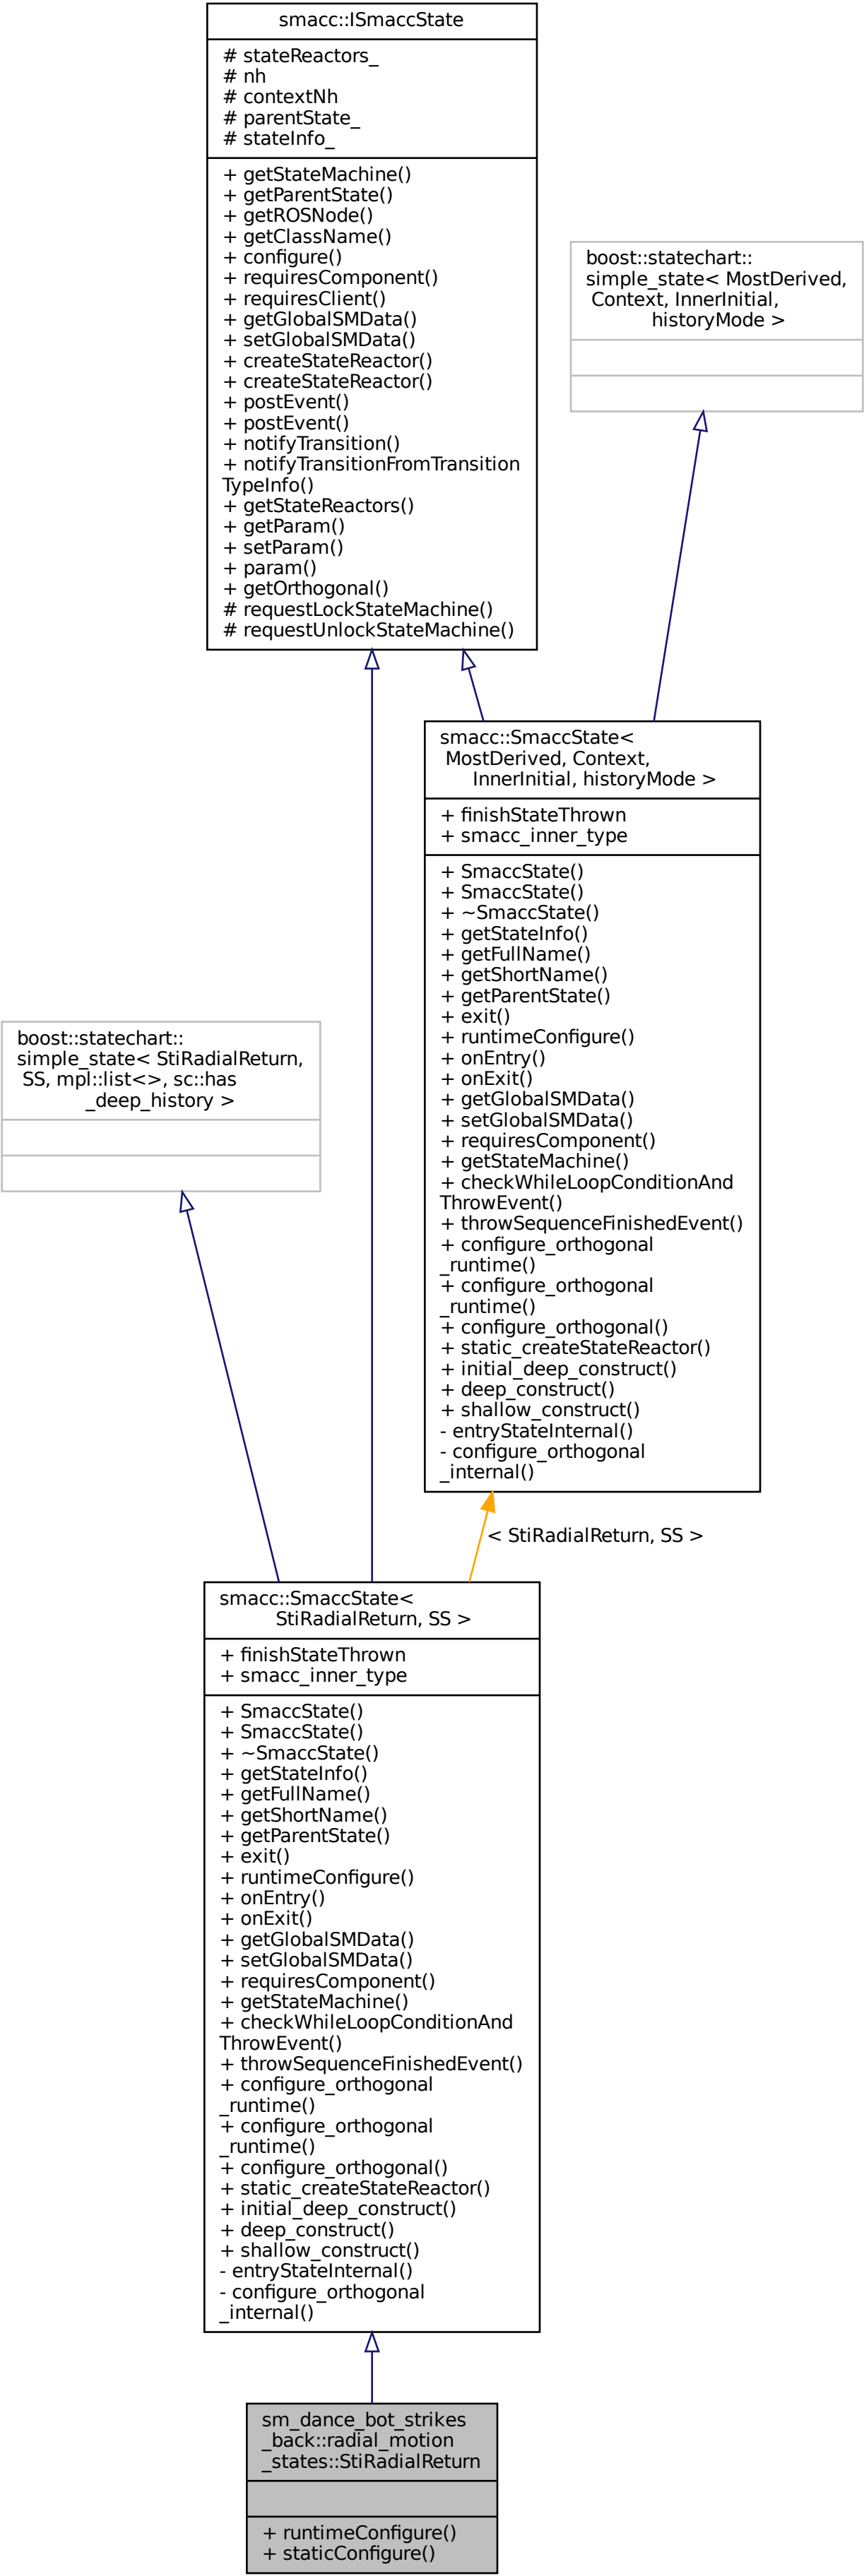 smacc::ISmaccState
# stateReactors_
# nh
# contextNh
# parentState_
# stateInfo_
+ getStateMachine()
+ getParentState()
+ getROSNode()
+ getClassName()
+ configure()
+ requiresComponent()
+ requiresClient()
+ getGlobalSMData()
+ setGlobalSMData()
+ createStateReactor()
+ createStateReactor()
+ postEvent()
+ postEvent()
+ notifyTransition()
+ notifyTransitionFromTransition
TypeInfo()
+ getStateReactors()
+ getParam()
+ setParam()
+ param()
+ getOrthogonal()
# requestLockStateMachine()
# requestUnlockStateMachine()
boost::statechart::
simple_state< MostDerived,
Context, InnerInitial,
historyMode >
smacc::SmaccState<
MostDerived, Context,
InnerInitial, historyMode >
+ finishStateThrown
+ smacc_inner_type
+ SmaccState()
+ SmaccState()
+ ~SmaccState()
+ getStateInfo()
+ getFullName()
+ getShortName()
+ getParentState()
+ exit()
+ runtimeConfigure()
+ onEntry()
+ onExit()
+ getGlobalSMData()
+ setGlobalSMData()
+ requiresComponent()
+ getStateMachine()
+ checkWhileLoopConditionAnd
ThrowEvent()
+ throwSequenceFinishedEvent()
+ configure_orthogonal
_runtime()
+ configure_orthogonal
_runtime()
+ configure_orthogonal()
+ static_createStateReactor()
+ initial_deep_construct()
+ deep_construct()
+ shallow_construct()
- entryStateInternal()
- configure_orthogonal
_internal()
boost::statechart::
simple_state< StiRadialReturn,
SS, mpl::list<>, sc::has
_deep_history >
< StiRadialReturn, SS >
smacc::SmaccState<
StiRadialReturn, SS >
+ finishStateThrown
+ smacc_inner_type
+ SmaccState()
+ SmaccState()
+ ~SmaccState()
+ getStateInfo()
+ getFullName()
+ getShortName()
+ getParentState()
+ exit()
+ runtimeConfigure()
+ onEntry()
+ onExit()
+ getGlobalSMData()
+ setGlobalSMData()
+ requiresComponent()
+ getStateMachine()
+ checkWhileLoopConditionAnd
ThrowEvent()
+ throwSequenceFinishedEvent()
+ configure_orthogonal
_runtime()
+ configure_orthogonal
_runtime()
+ configure_orthogonal()
+ static_createStateReactor()
+ initial_deep_construct()
+ deep_construct()
+ shallow_construct()
- entryStateInternal()
- configure_orthogonal
_internal()
sm_dance_bot_strikes
_back::radial_motion
_states::StiRadialReturn
+ runtimeConfigure()
+ staticConfigure()